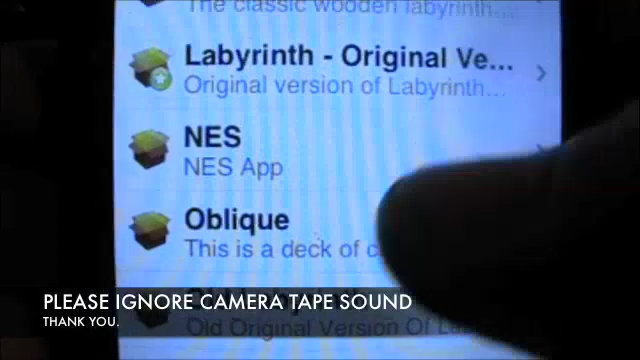 The classic wooden labyrinth...
Labyrinth - Original Ve...
Original version of Labyrinth...
NES
NES App
Oblique
This is a deck of
PLEASE IGNORE CAMERA TAPE SOUND
THANK YOU.
Old Original Version Of